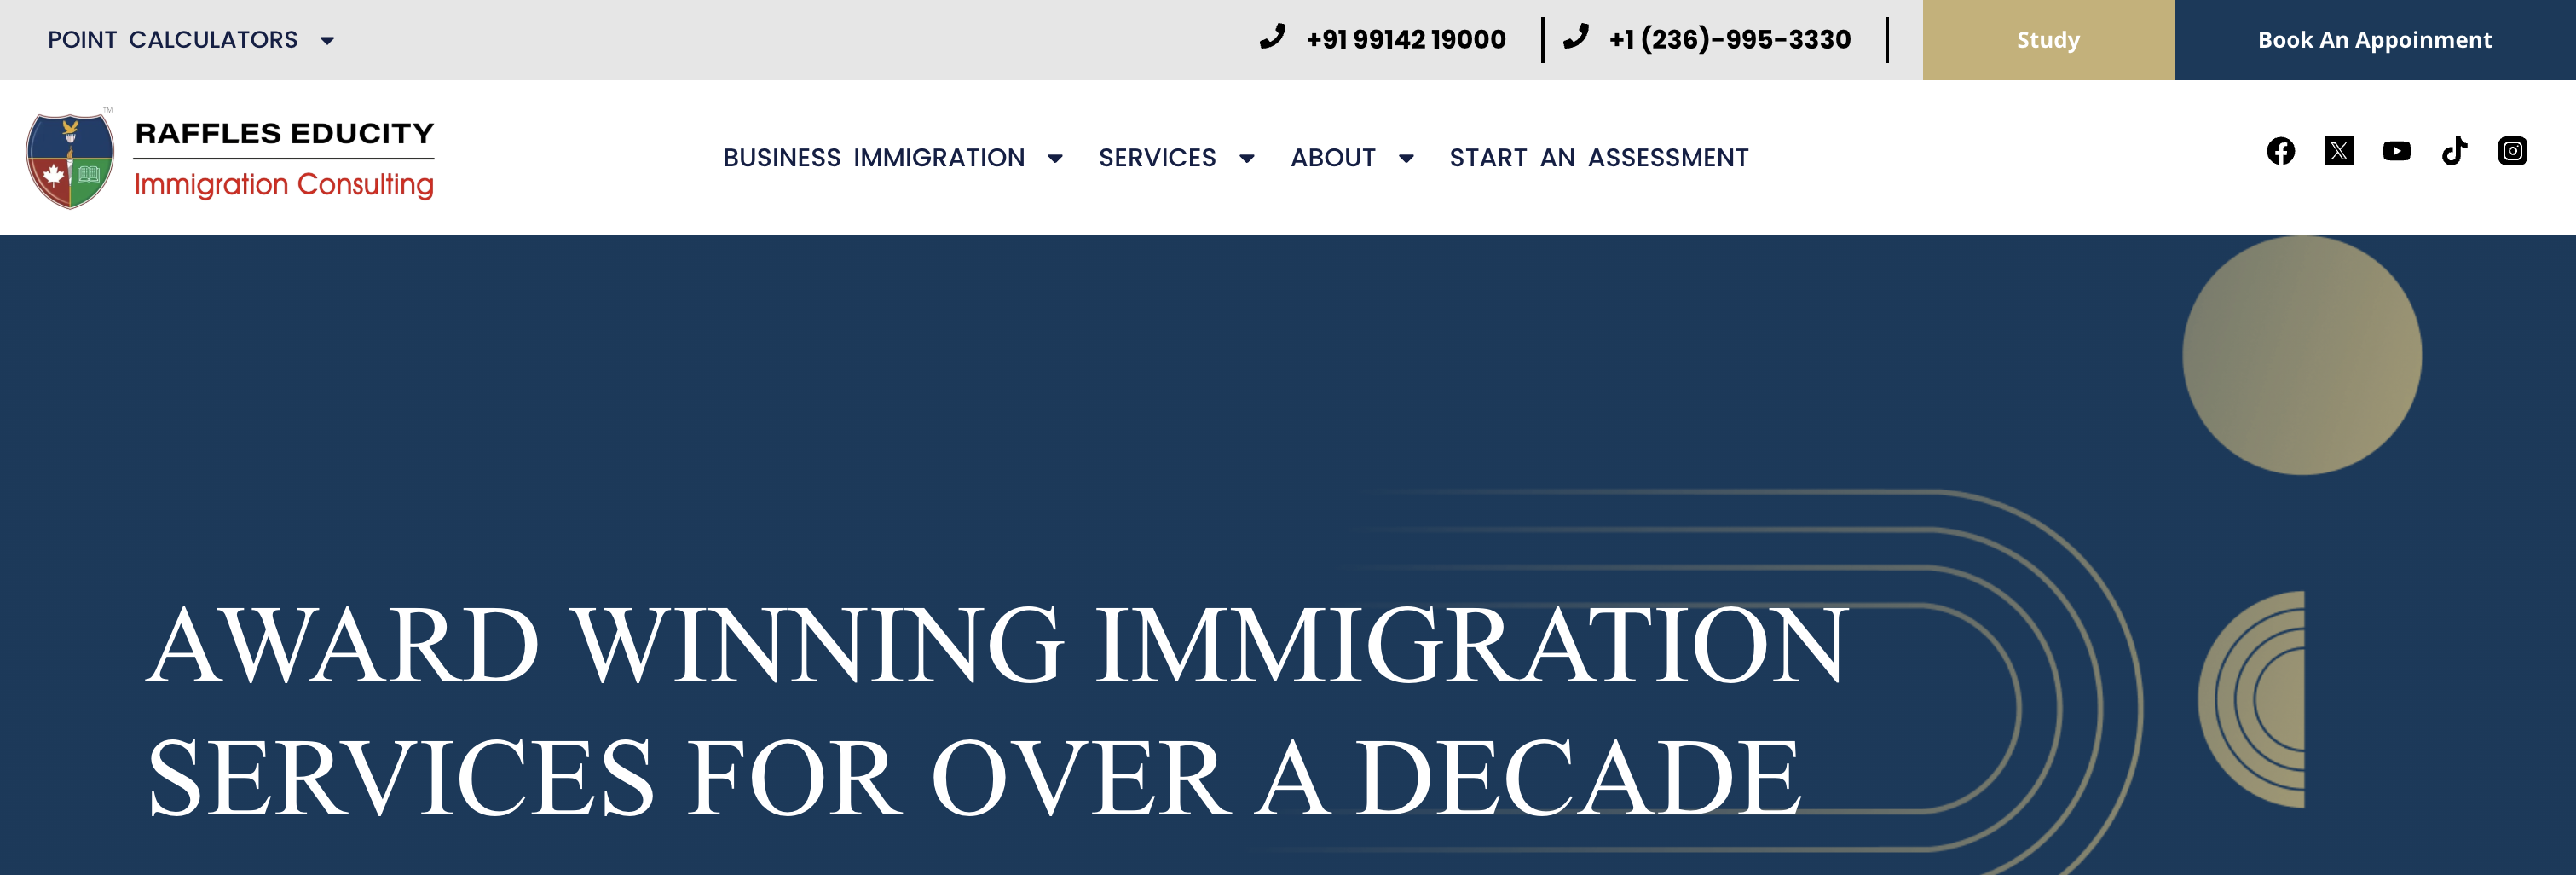 POINT CALCULATORS
+91 99142 19000
+1 (236)-995-3330
Study
Book An Appoinment
TM
RAFFLES EDUCITY
Immigration Consulting
BUSINESS IMMIGRATION
SERVICES
ABOUT
START AN ASSESSMENT
AWARD WINNING IMMIGRATION
SERVICES FOR OVER A DECADE